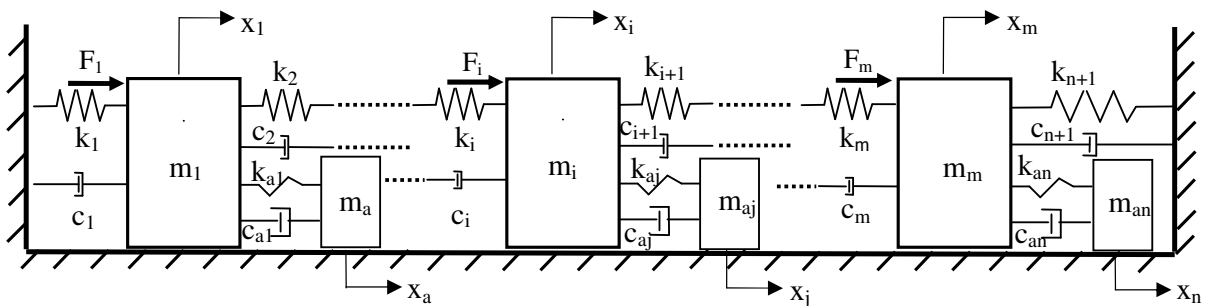 x1 xi xm
F1 k2 Fi ki+1 Fm kn+1
k1 c2 ki ci+1 km cn+1
m1 ka1 mi kaj mm kan
ma maj man
c1 ca1 ci caj cm can
xa xj xn